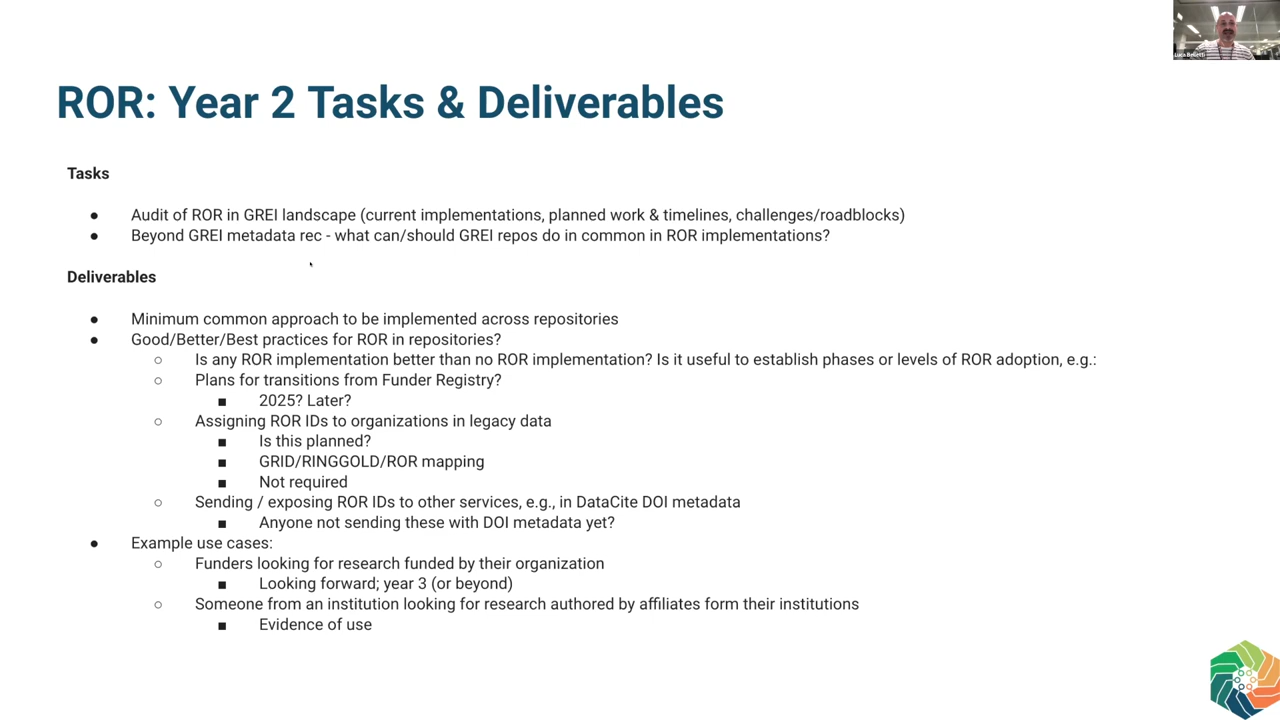 ROR: Year 2 Tasks & Deliverables
Tasks
● Audit of ROR in GREI landscape (current implementations, planned work & timelines, challenges/roadblocks)
● Beyond GREI metadata rec - what can/should GREI repos do in common in ROR implementations?
Deliverables
● Minimum common approach to be implemented across repositories
● Good/Better/Best practices for ROR in repositories?
○ Is any ROR implementation better than no ROR implementation? Is it useful to establish phases or levels of ROR adoption, e.g.:
○ Plans for transitions from Funder Registry?
■ 2025? Later?
○ Assigning ROR IDs to organizations in legacy data
■ Is this planned?
■ GRID/RINGGOLD/ROR mapping
■ Not required
○ Sending / exposing ROR IDs to other services, e.g., in DataCite DOI metadata
■ Anyone not sending these with DOI metadata yet?
● Example use cases:
○ Funders looking for research funded by their organization
■ Looking forward; year 3 (or beyond)
○ Someone from an institution looking for research authored by affiliates form their institutions
■ Evidence of use